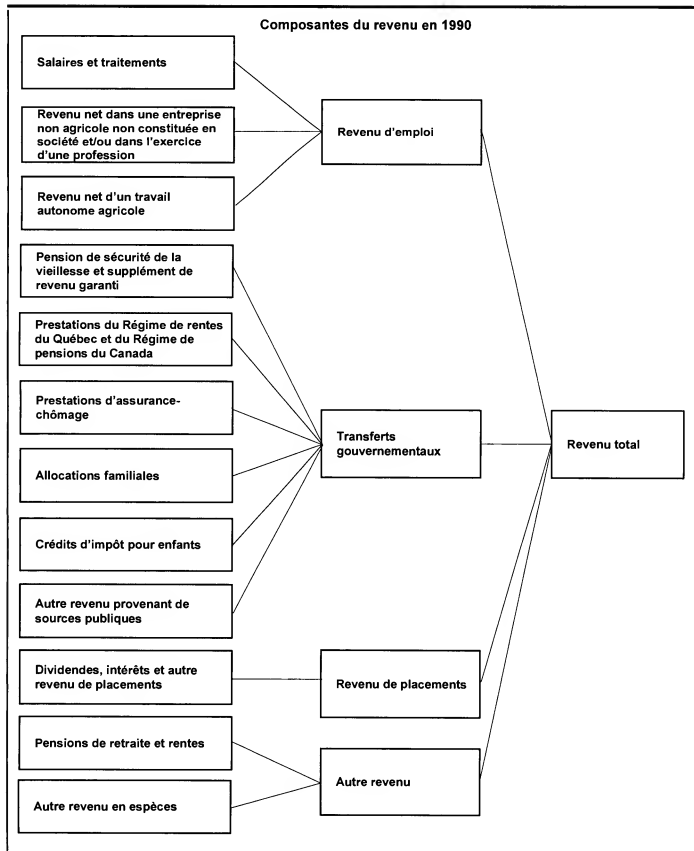 Composantes du revenu en 1990
Salaires et traitements
Revenu net dans une entreprise
non agricole non constituée en
société et/ou dans l'exercice
d'une profession
Revenu d'emploi
Revenu net d'un travail
autonome agricole
Pension de sécurité de la
vieillesse et supplément de
revenu garanti
Prestations du Régime de rentes
du Québec et du Régime de
pensions du Canada
Prestations d'assurance-
chômage
Transferts
gouvernementaux
Revenu total
Allocations familiales
Crédits d'impôt pour enfants
Autre revenu provenant de
sources publiques
Dividendes, intérêts et autre
revenu de placements
Revenu de placements
Pensions de retraite et rentes
Autre revenu
Autre revenu en espèces